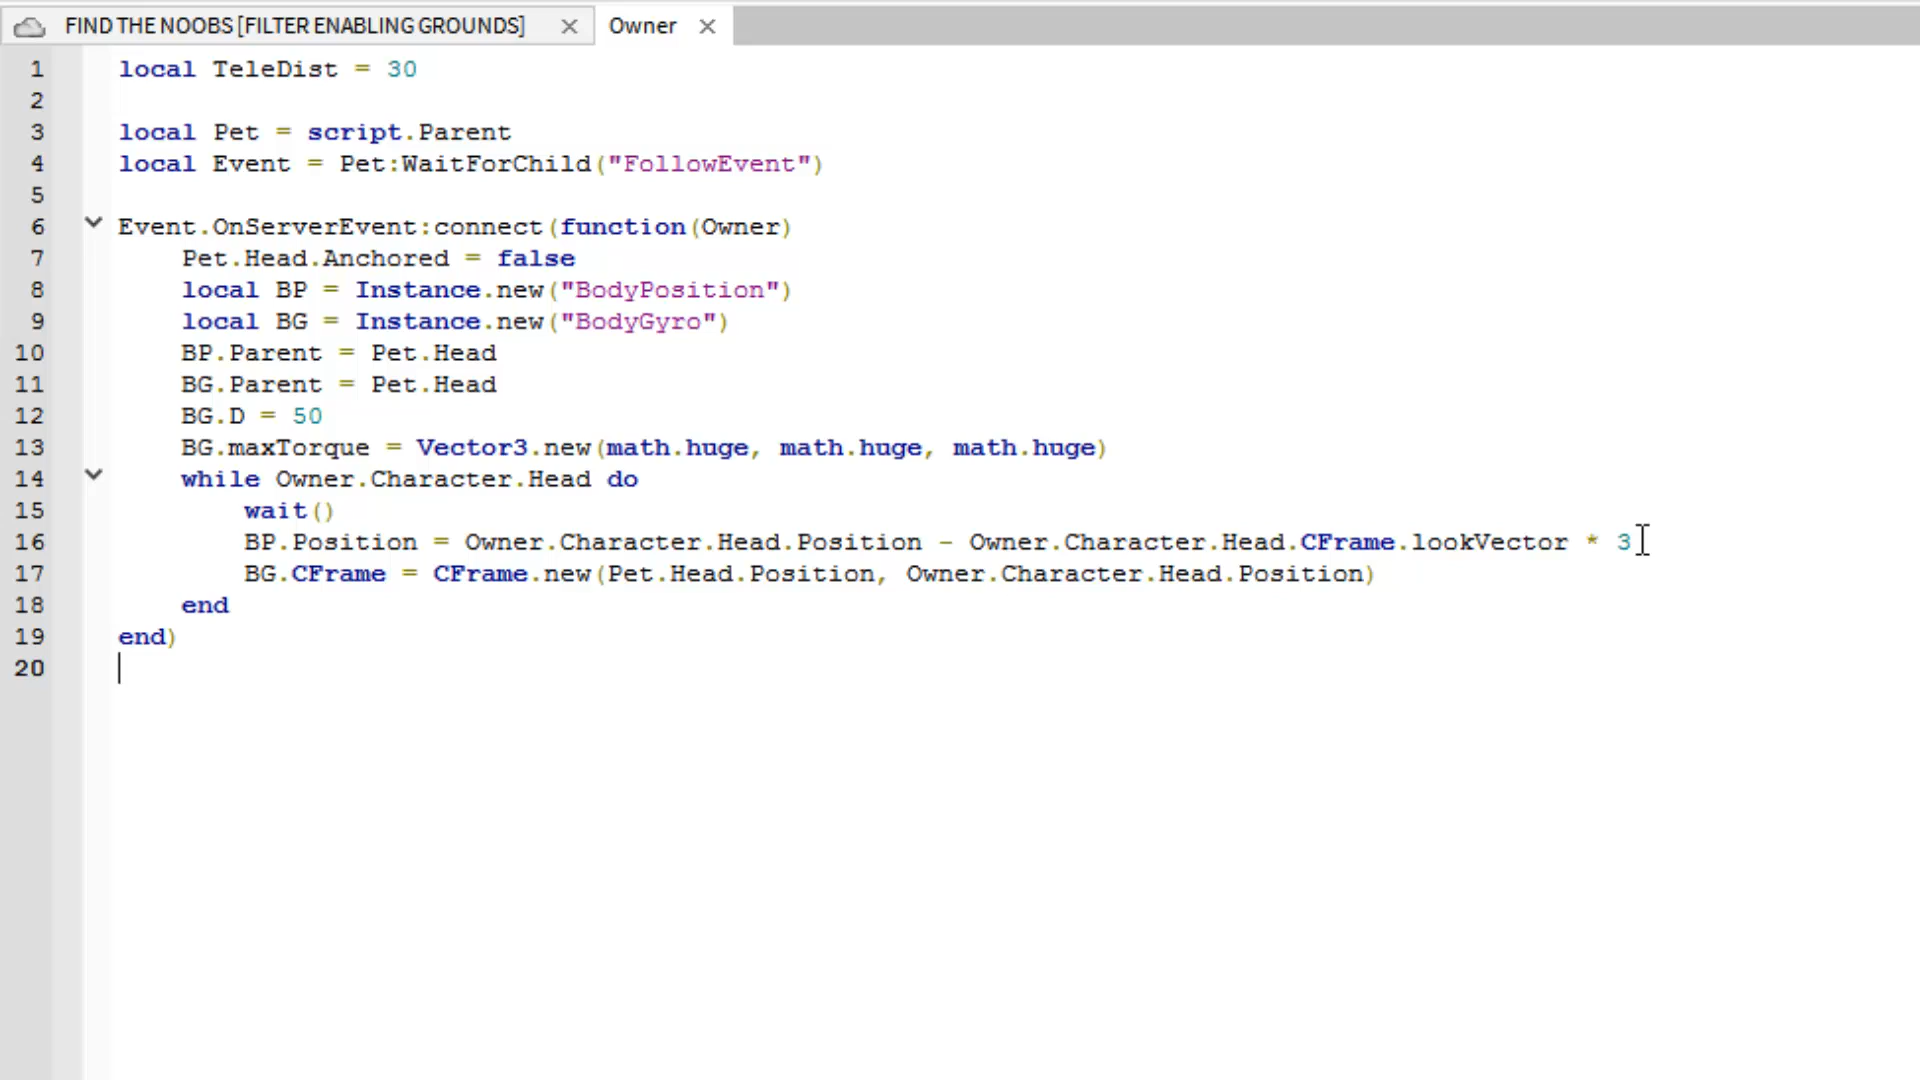 FIND THE NOOBS [FILTER ENABLING GROUNDS] Owner
1 local TeleDist = 30
2
3 local Pet = script.Parent
4 local Event = Pet:WaitForChild("FollowEvent")
5
6 Event.OnServerEvent:connect(function(Owner)
7 Pet.Head.Anchored = false
8 local BP = Instance.new("BodyPosition")
9 local BG = Instance.new("BodyGyro")
10 BP.Parent = Pet.Head
11 BG.Parent = Pet.Head
12 BG.D = 50
13 BG.maxTorque = Vector3.new(math.huge, math.huge, math.huge)
14 while Owner.Character.Head do
15 wait()
16 BP.Position = Owner.Character.Head.Position - Owner.Character.Head.CFrame.lookVector * 3
17 BG.CFrame = CFrame.new(Pet.Head.Position, Owner.Character.Head.Position)
18 end
19 end)
20